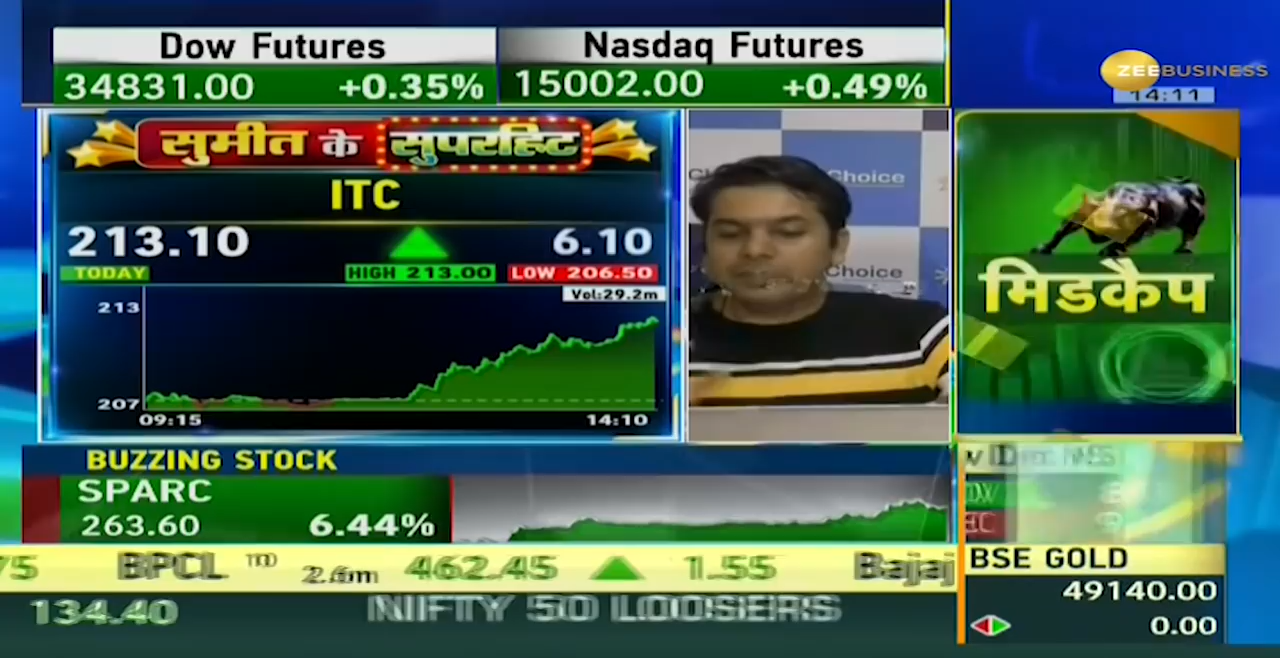 Dow Futures
34831.00 +0.35%
Nasdaq Futures
15002.00 +0.49%
ZEEBUSINESS
14:11
सुमीत के सुपरहिट
ITC
213.10 6.10
TODAY HIGH 213.00 LOW 206.50
Vol:29.2m
213
207
09:15 14:10
Choice
Choice
मिडकैप
BUZZING STOCK
SPARC
263.60 6.44%
75 BPCL TTO 2.6m 462.45 1.55 Bajaj
134.40 NIFTY 50 LOOSERS
BSE GOLD
49140.00
0.00